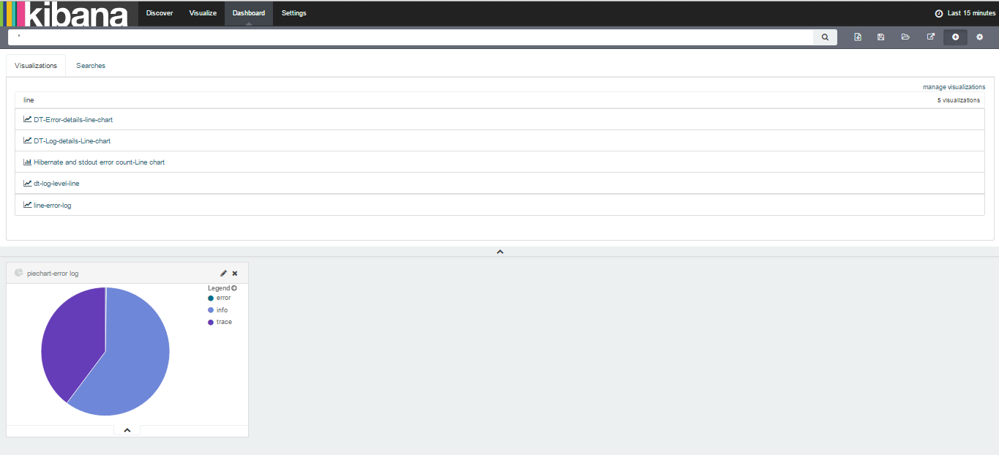 kibana Discover Visualize Dashboard Settings Last 15 minutes
*
Visualizations Searches
manage visualizations
line 5 visualizations
DT-Error-details-line-chart
DT-Log-details-Line-chart
Hibernate and stdout error count-Line chart
dt-log-level-line
line-error-log
piechart-error log
Legend
error
info
trace